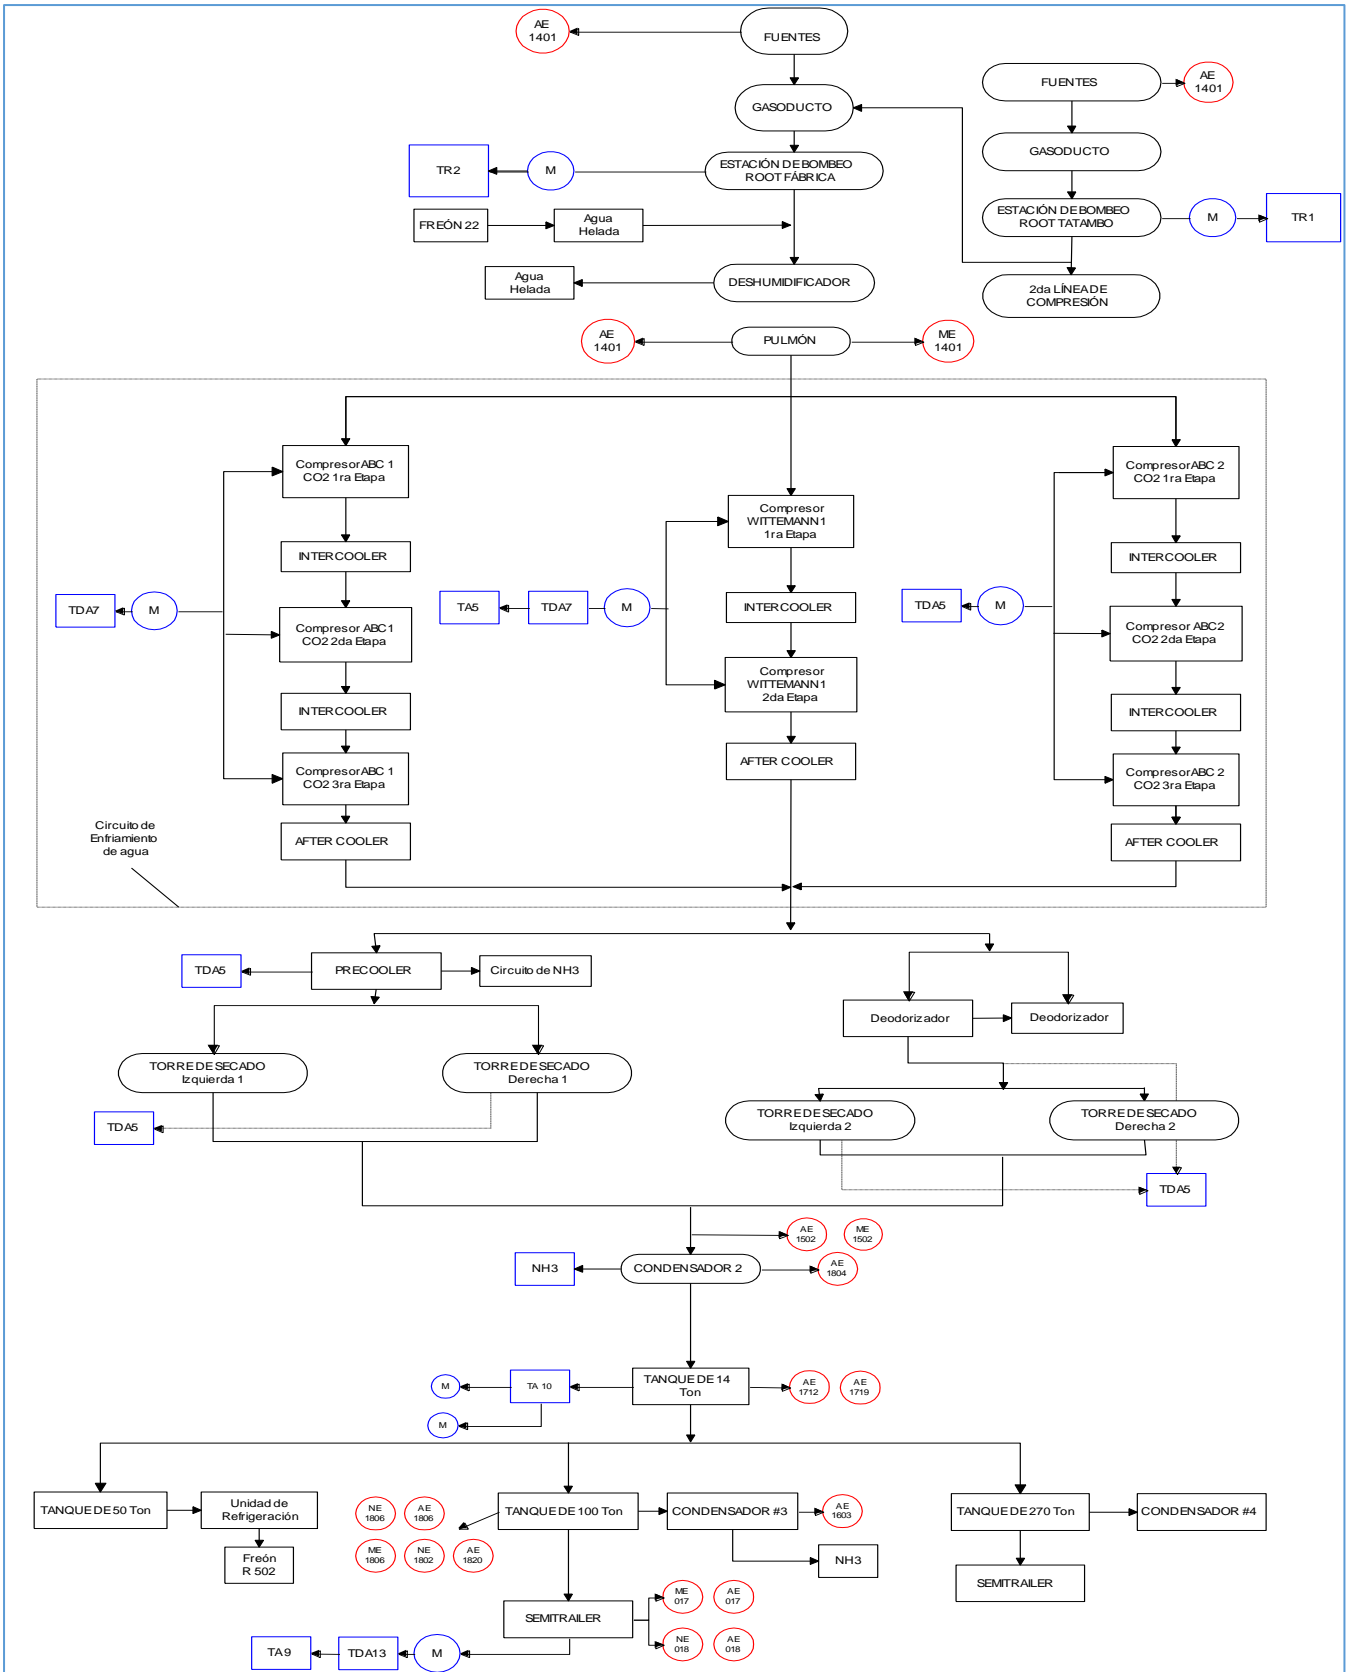 AE
1401
FUENTES
FUENTES
AE
1401
GASODUCTO
GASODUCTO
TR2
M
ESTACIÓN DE BOMBEO
ROOT FÁBRICA
ESTACIÓN DE BOMBEO
ROOT TATAMBO
M
TR1
FREÓN 22
Agua
Helada
Agua
Helada
DESHUMIDIFICADOR
2da LÍNEA DE
COMPRESIÓN
AE
1401
PULMÓN
ME
1401
Compresor ABC 1
CO2 1ra Etapa
Compresor
WITTEMANN 1
1ra Etapa
Compresor ABC 2
CO2 1ra Etapa
INTERCOOLER
INTERCOOLER
INTERCOOLER
TDA7
M
TA5
TDA7
M
TDA5
M
Compresor ABC 1
CO2 2da Etapa
Compresor
WITTEMANN 1
2da Etapa
Compresor ABC 2
CO2 2da Etapa
INTERCOOLER
INTERCOOLER
Compresor ABC 1
CO2 3ra Etapa
AFTER COOLER
Compresor ABC 2
CO2 3ra Etapa
AFTER COOLER
AFTER COOLER
Circuito de
Enfriamiento
de agua
TDA5
PRECOOLER
Circuito de NH3
Deodorizador
Deodorizador
TORRE DE SECADO
Izquierda 1
TORRE DE SECADO
Derecha 1
TDA5
TORRE DE SECADO
Izquierda 2
TORRE DE SECADO
Derecha 2
TDA5
AE
1502
ME
1502
NH3
CONDENSADOR 2
AE
1804
M
TA 10
TANQUE DE 14
Ton
AE
1712
AE
1719
M
TANQUE DE 50 Ton
Unidad de
Refrigeración
Freón
R 502
NE
1806
AE
1806
ME
1806
NE
1802
AE
1820
TANQUE DE 100 Ton
CONDENSADOR #3
AE
1603
NH3
TANQUE DE 270 Ton
CONDENSADOR #4
SEMITRAILER
SEMITRAILER
ME
017
AE
017
NE
018
AE
018
TA9
TDA13
M